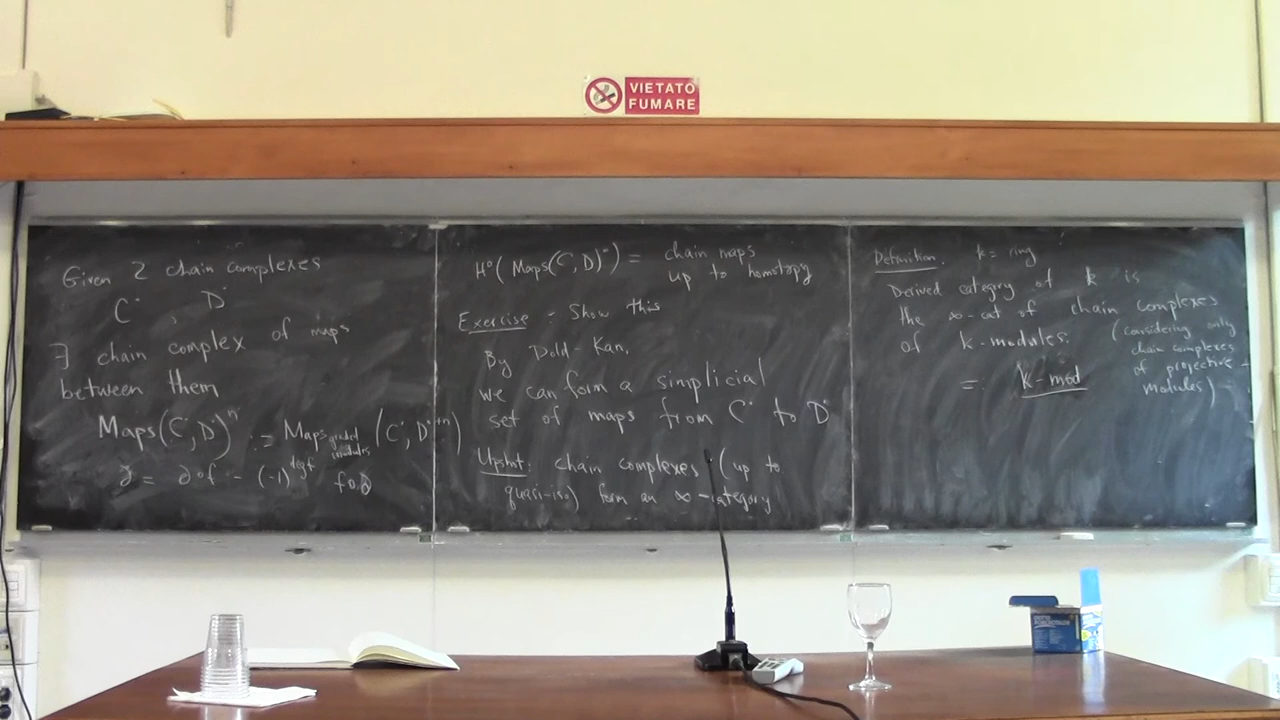 VIETATO
FUMARE
Given 2 chain complexes
C˙, D˙
∃ chain complex of maps
between them
Maps(C˙,D˙)ⁿ := Maps graded modules (C˙,D˙⁺ⁿ)
∂ = ∂∘f - (-1)^deg f f∘∂
H⁰(Maps(C˙,D˙)˙) = chain maps
up to homotopy
Exercise - Show this
By Dold-Kan,
we can form a simplicial
set of maps from C˙ to D˙
Upshot: chain complexes (up to
quasi-iso) form an ∞-category
Definition. k = ring
Derived category of k is
the ∞-cat of chain complexes
of k-modules.
(considering only
chain complexes
of projective
modules)
=: k-mod